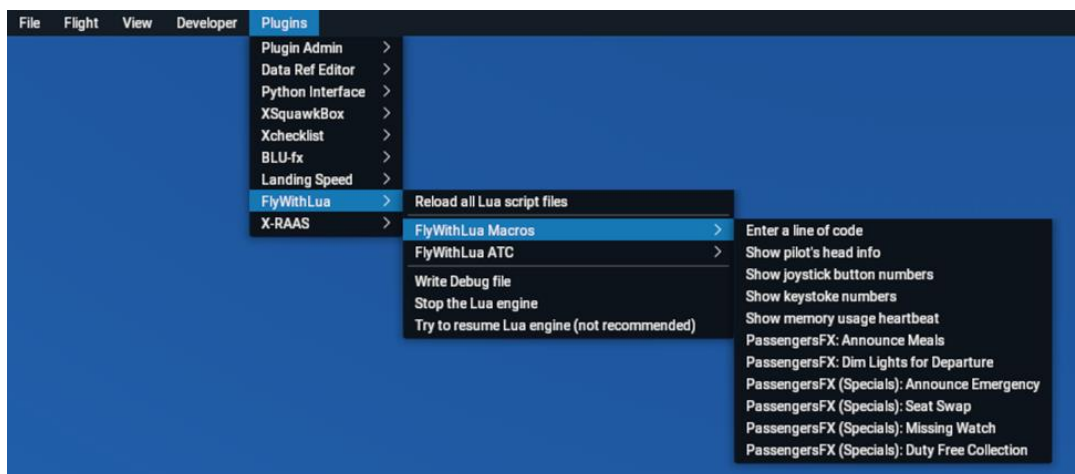 File Flight View Developer Plugins
Plugin Admin
Data Ref Editor
Python Interface
XSquawkBox
Xchecklist
BLU-fx
Landing Speed
FlyWithLua
X-RAAS
Reload all Lua script files
FlyWithLua Macros
FlyWithLua ATC
Write Debug file
Stop the Lua engine
Try to resume Lua engine (not recommended)
Enter a line of code
Show pilot's head info
Show joystick button numbers
Show keystoke numbers
Show memory usage heartbeat
PassengersFX: Announce Meals
PassengersFX: Dim Lights for Departure
PassengersFX (Specials): Announce Emergency
PassengersFX (Specials): Seat Swap
PassengersFX (Specials): Missing Watch
PassengersFX (Specials): Duty Free Collection